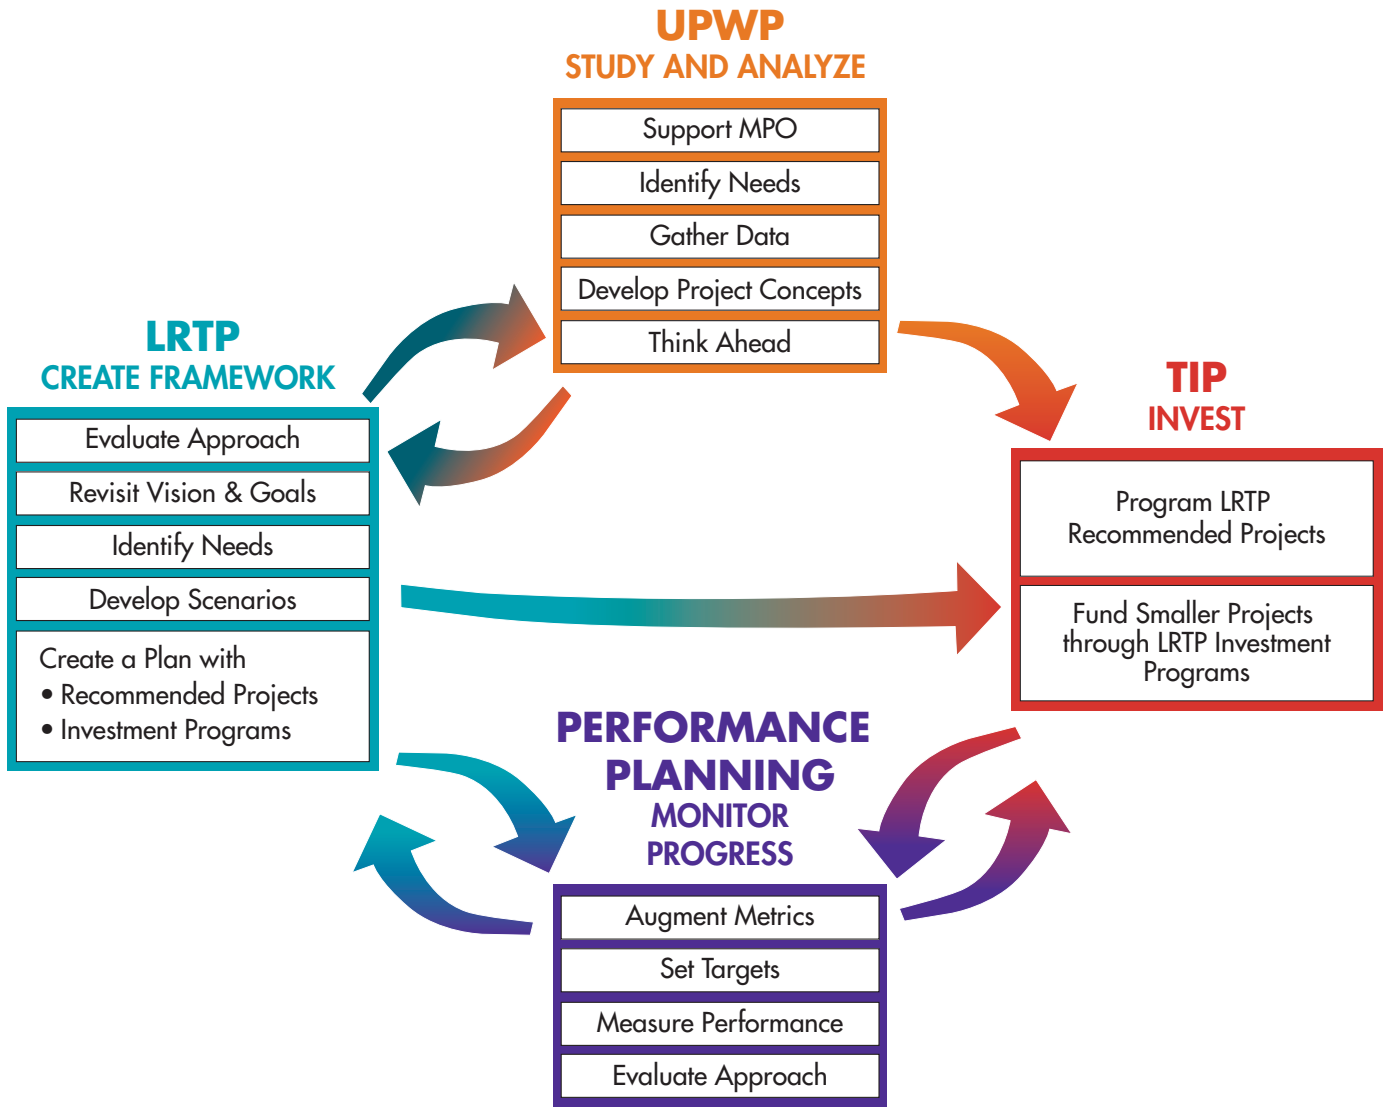 UPWP
STUDY AND ANALYZE
Support MPO
Identify Needs
Gather Data
Develop Project Concepts
Think Ahead
LRTP
CREATE FRAMEWORK
Evaluate Approach
Revisit Vision & Goals
Identify Needs
Develop Scenarios
Create a Plan with
• Recommended Projects
• Investment Programs
TIP
INVEST
Program LRTP
Recommended Projects
Fund Smaller Projects
through LRTP Investment
Programs
PERFORMANCE
PLANNING
MONITOR
PROGRESS
Augment Metrics
Set Targets
Measure Performance
Evaluate Approach